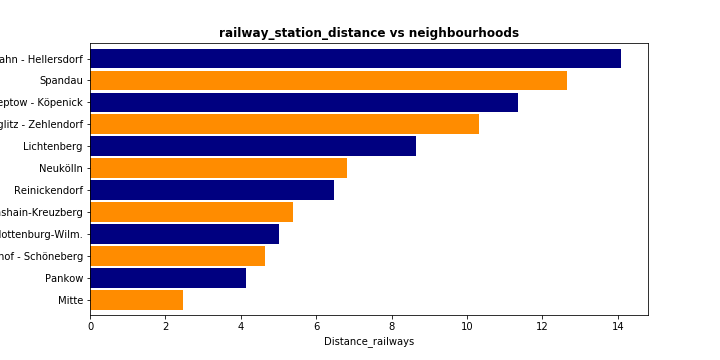 railway_station_distance vs neighbourhoods
ahn - Hellersdorf
Spandau
eptow - Köpenick
glitz - Zehlendorf
Lichtenberg
Neukölln
Reinickendorf
shain-Kreuzberg
lottenburg-Wilm.
hof - Schöneberg
Pankow
Mitte
0 2 4 6 8 10 12 14
Distance_railways